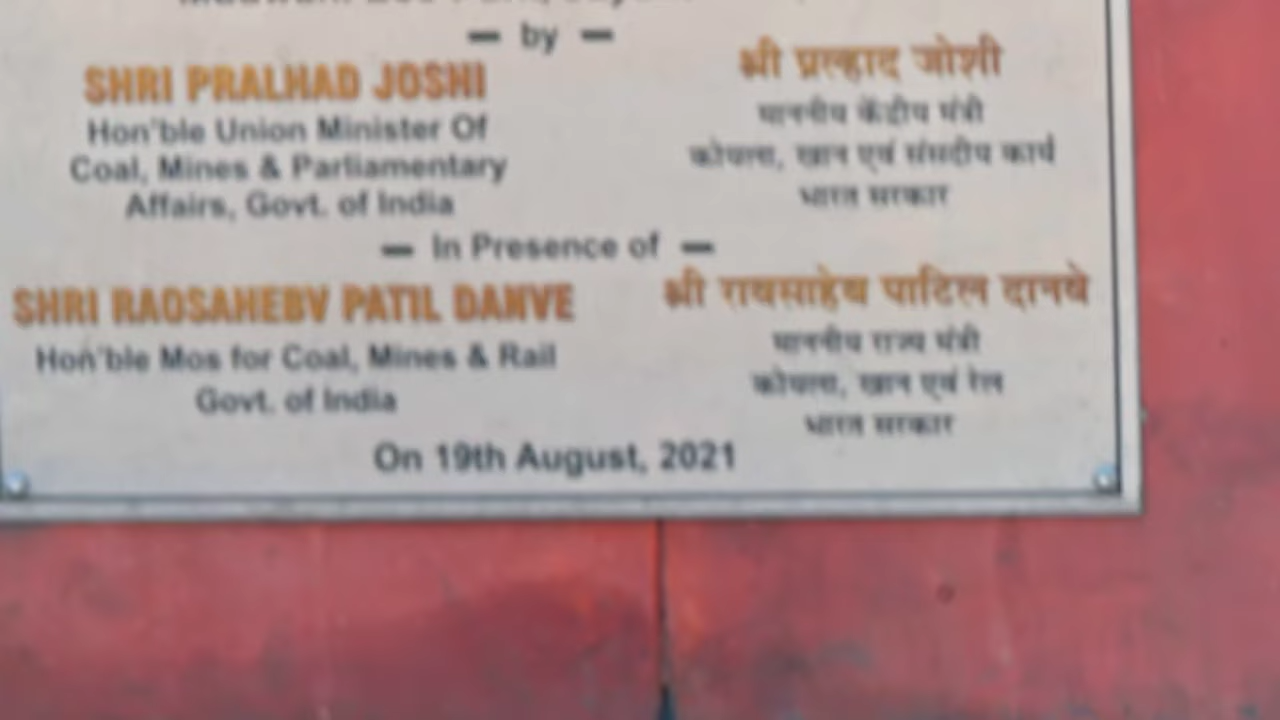 — by —
SHRI PRALHAD JOSHI
Hon'ble Union Minister Of
Coal, Mines & Parliamentary
Affairs, Govt. of India
श्री प्रल्हाद जोशी
माननीय केंद्रीय मंत्री
कोयला, खान एवं संसदीय कार्य
भारत सरकार
— In Presence of —
SHRI RAOSAHEBV PATIL DANVE
Hon'ble Mos for Coal, Mines & Rail
Govt. of India
श्री रावसाहेब पाटिल दानवे
माननीय राज्य मंत्री
कोयला, खान एवं रेल
भारत सरकार
On 19th August, 2021